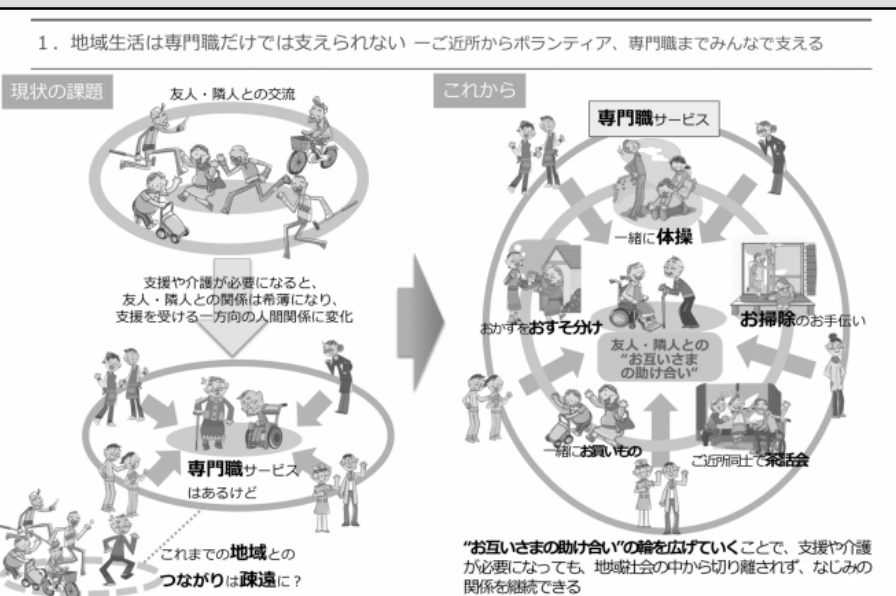 1．地域生活は専門職だけでは支えられない ーご近所からボランティア、専門職までみんなで支える
現状の課題
友人・隣人との交流
支援や介護が必要になると、
友人・隣人との関係は希薄になり、
支援を受ける一方向の人間関係に変化
専門職サービス
はあるけど
これまでの地域との
つながりは疎遠に？
これから
専門職サービス
一緒に体操
おかずをおすそ分け
お掃除のお手伝い
友人・隣人との
“お互いさま
の助け合い”
一緒にお買いもの
ご近所同士で茶話会
“お互いさまの助け合い”の輪を広げていくことで、支援や介護
が必要になっても、地域社会の中から切り離されず、なじみの
関係を継続できる